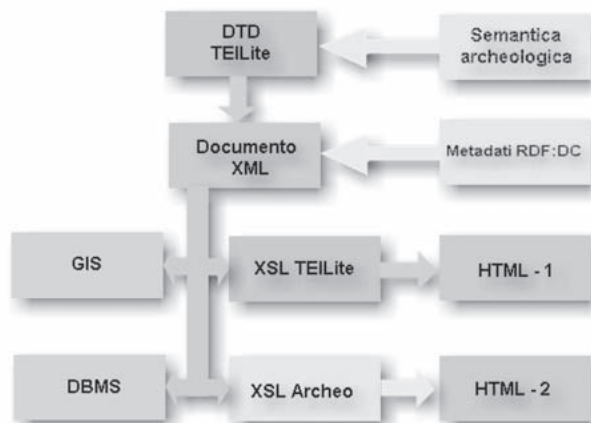 DTD
TEILite
Semantica
archeologica
Documento
XML
Metadati RDF:DC
GIS
XSL TEILite
HTML - 1
DBMS
XSL Archeo
HTML - 2